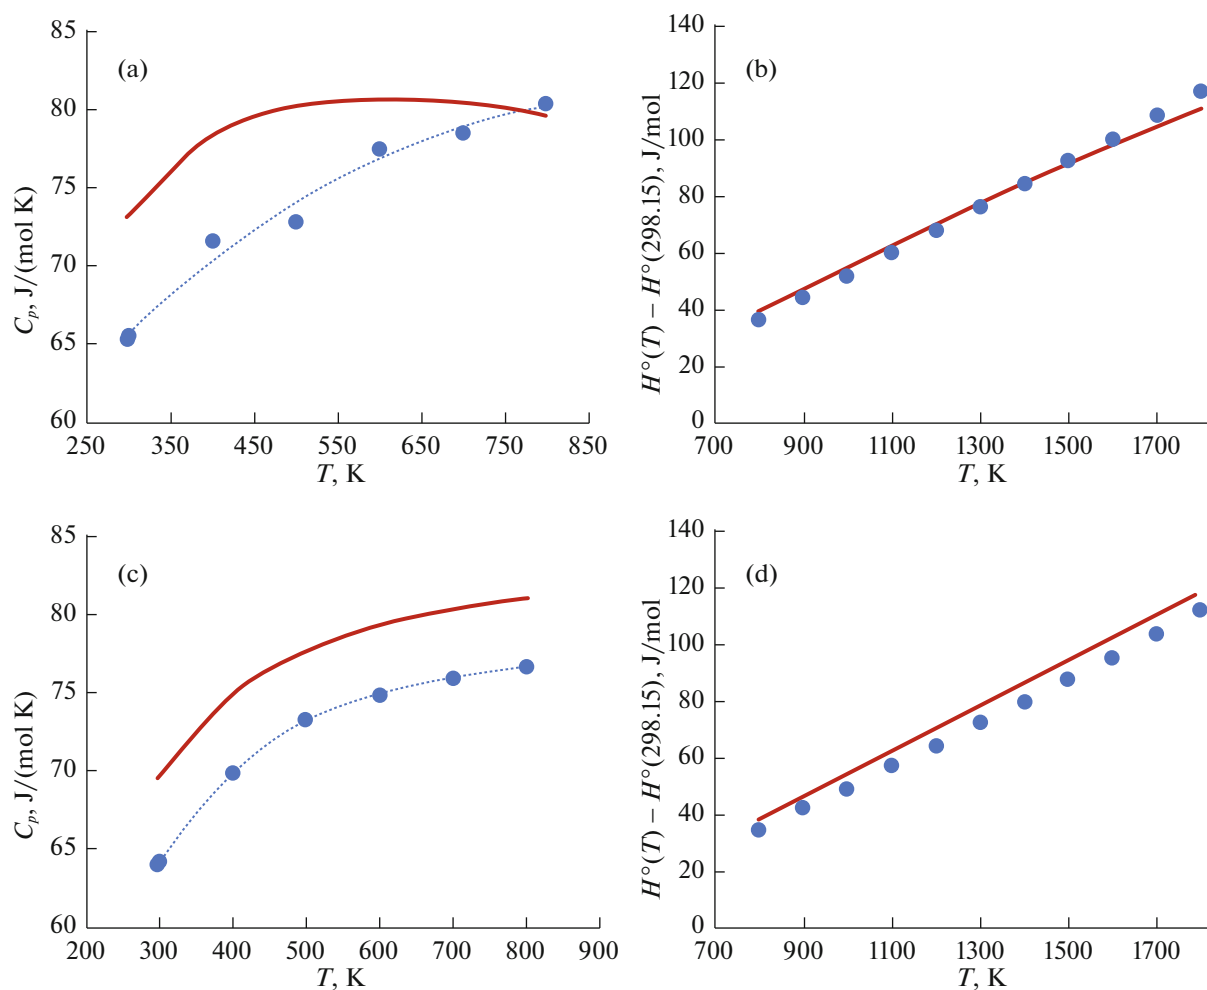 (a)
85
80
75
70
65
60
250 350 450 550 650 750 850
Cp, J/(mol K)
T, K
(b)
140
120
100
80
60
40
20
0
700 900 1100 1300 1500 1700
H°(T) – H°(298.15), J/mol
T, K
(c)
85
80
75
70
65
60
200 300 400 500 600 700 800 900
Cp, J/(mol K)
T, K
(d)
140
120
100
80
60
40
20
0
700 900 1100 1300 1500 1700
H°(T) – H°(298.15), J/mol
T, K